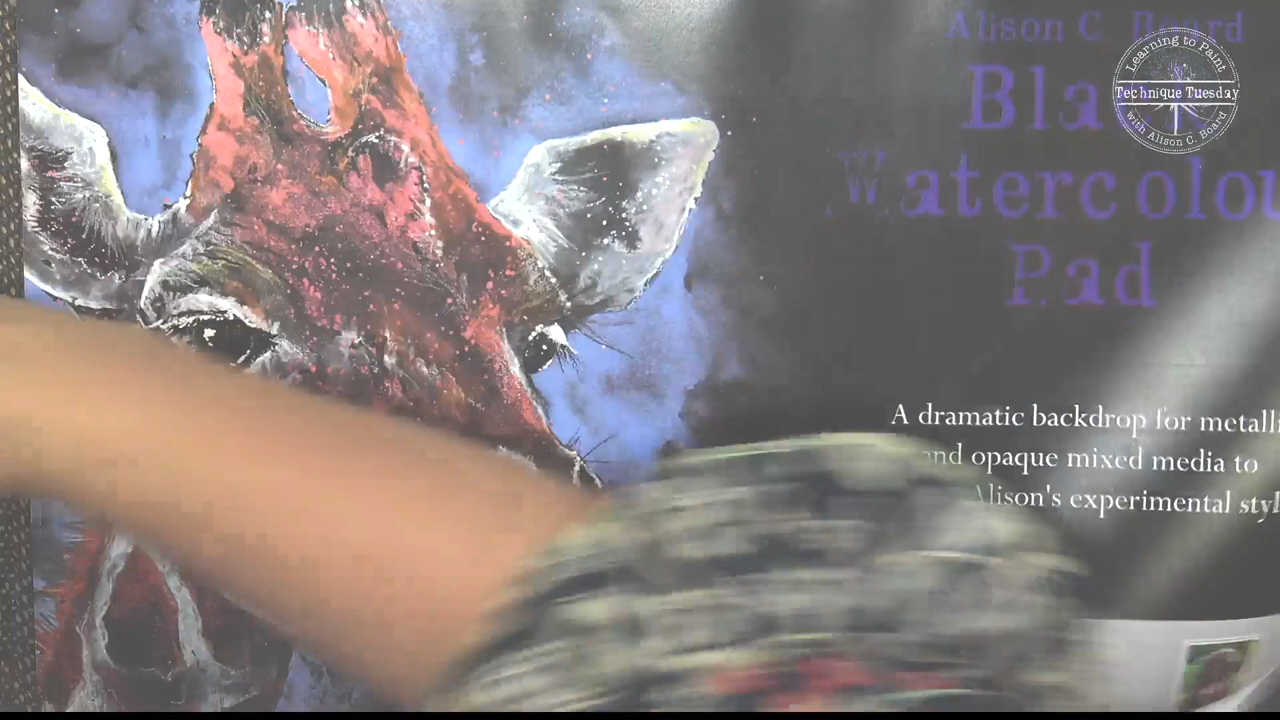 Alison C. Board
Watercolou
Pad
A dramatic backdrop for metalli
and opaque mixed media to
Alison's experimental styl
Learning to Paint
Technique Tuesday
with Alison C. Board